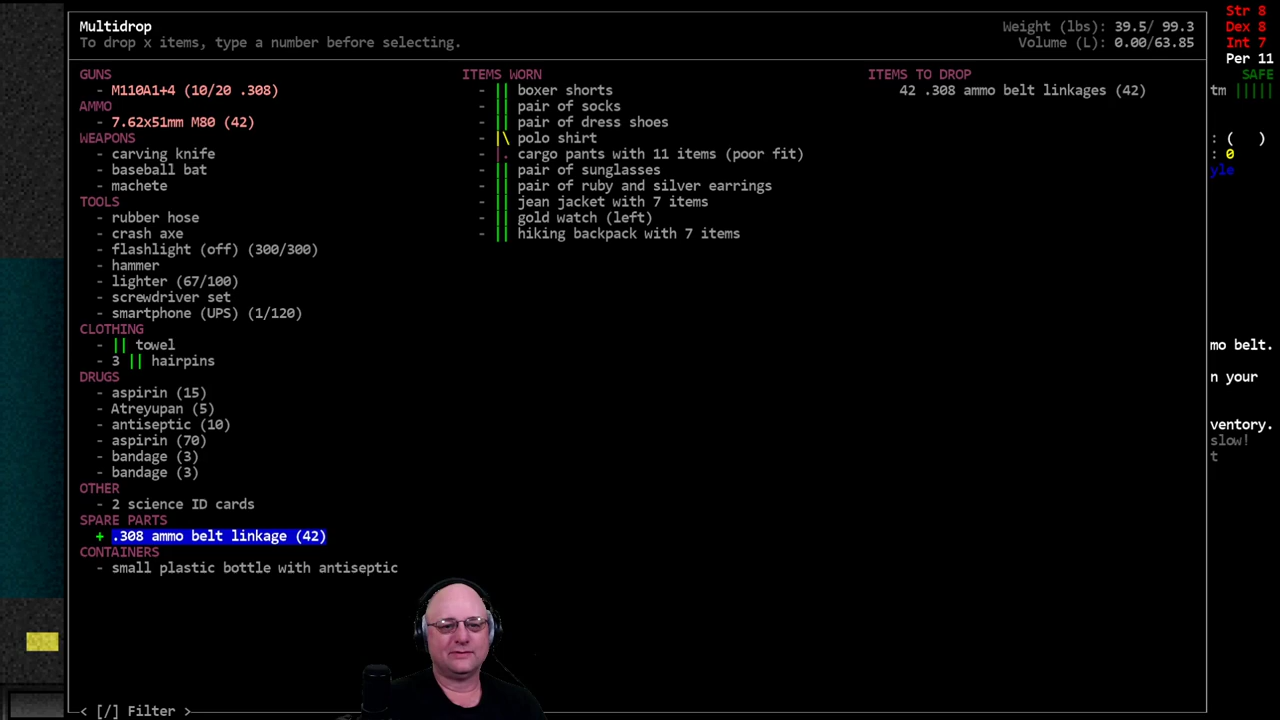 Multidrop
To drop x items, type a number before selecting.
Weight (lbs): 39.5/ 99.3
Volume (L): 0.00/63.85
GUNS
- M110A1+4 (10/20 .308)
AMMO
- 7.62x51mm M80 (42)
WEAPONS
- carving knife
- baseball bat
- machete
TOOLS
- rubber hose
- crash axe
- flashlight (off) (300/300)
- hammer
- lighter (67/100)
- screwdriver set
- smartphone (UPS) (1/120)
CLOTHING
- || towel
- 3 || hairpins
DRUGS
- aspirin (15)
- Atreyupan (5)
- antiseptic (10)
- aspirin (70)
- bandage (3)
- bandage (3)
OTHER
- 2 science ID cards
SPARE PARTS
+ .308 ammo belt linkage (42)
CONTAINERS
- small plastic bottle with antiseptic
ITEMS WORN
- || boxer shorts
- || pair of socks
- || pair of dress shoes
- |\ polo shirt
- |. cargo pants with 11 items (poor fit)
- || pair of sunglasses
- || pair of ruby and silver earrings
- || jean jacket with 7 items
- || gold watch (left)
- || hiking backpack with 7 items
ITEMS TO DROP
42 .308 ammo belt linkages (42)
Str 8
Dex 8
Int 7
Per 11
SAFE
tm |||||
: ( )
: 0
yle
mo belt.
n your
ventory.
slow!
t
< [/] Filter >